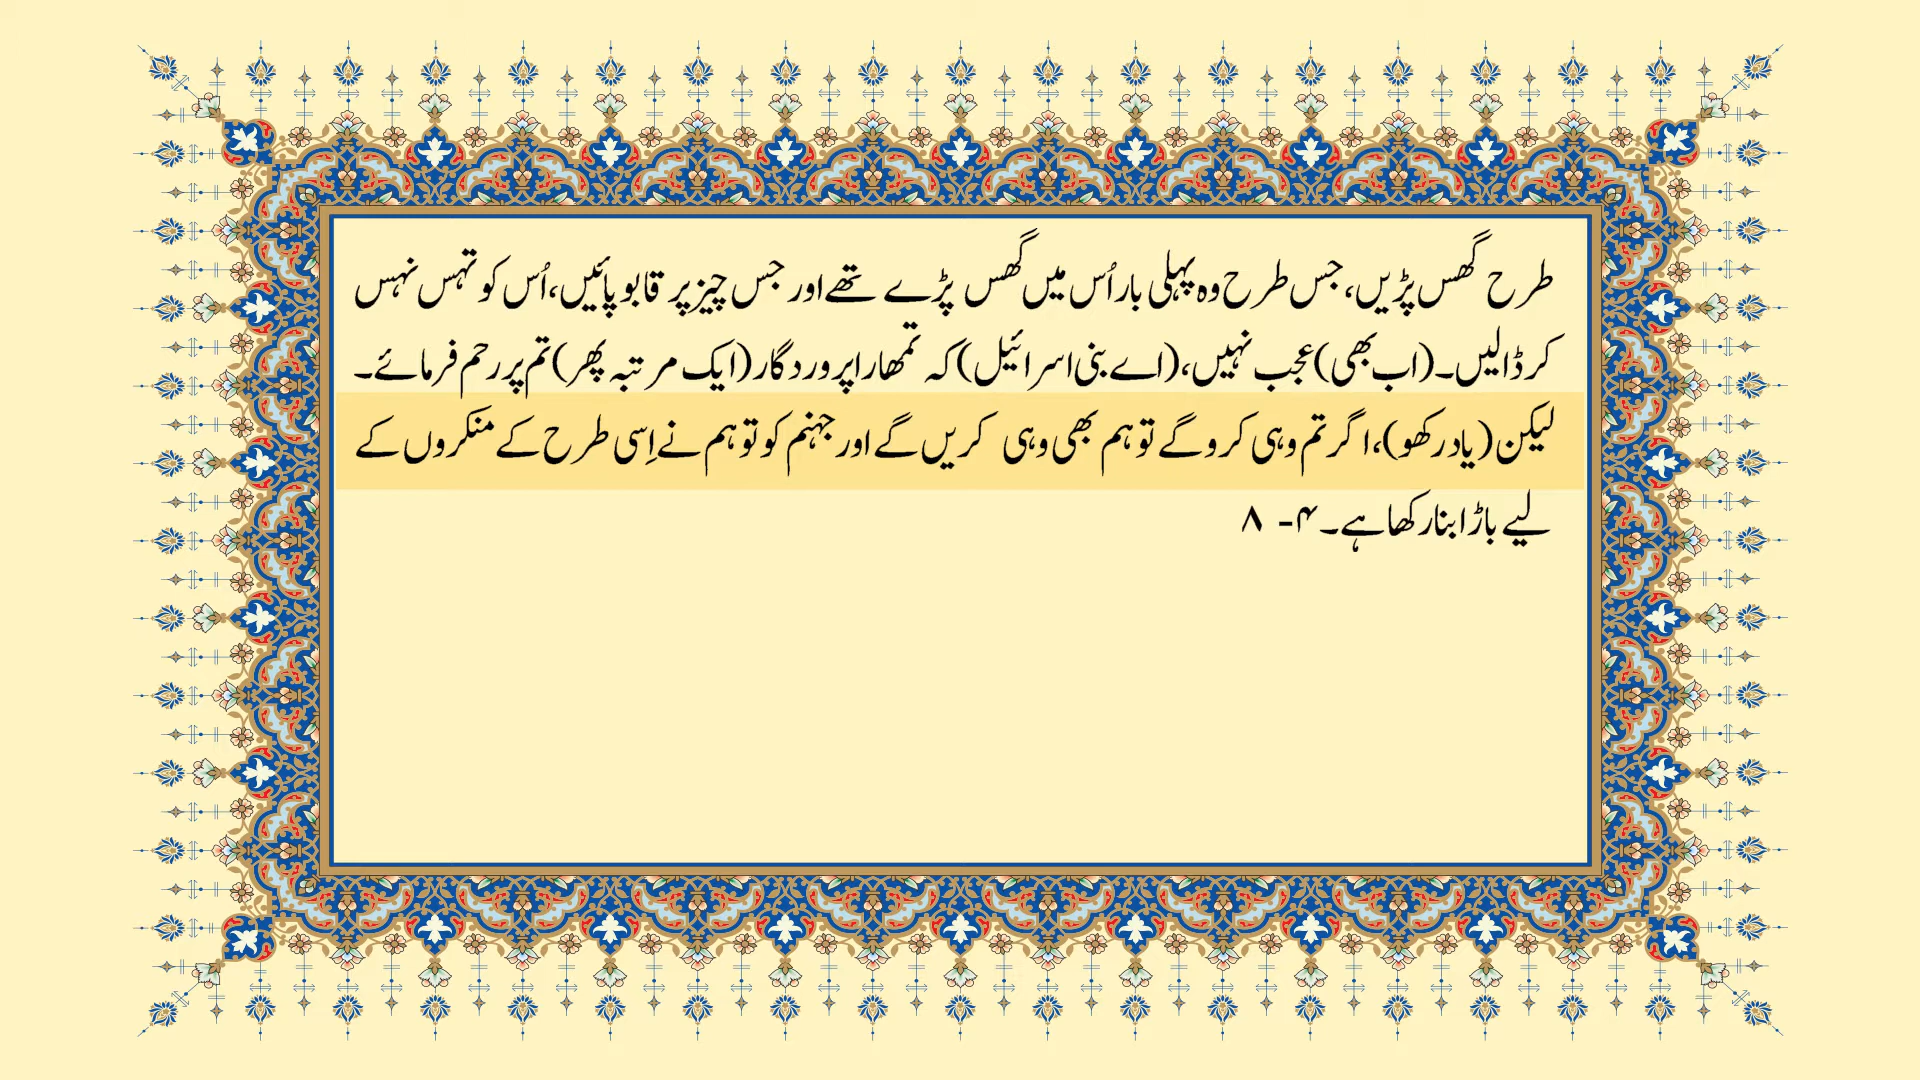 طرح گھس پڑیں، جس طرح وہ پہلی بار اُس میں گھس پڑے تھے اور جس چیز پر قابو پائیں، اُس کو تہس نہس
کر ڈالیں۔ (اب بھی) عجب نہیں، (اے بنی اسرائیل) کہ تمھارا پروردگار (ایک مرتبہ پھر) تم پر رحم فرمائے۔
لیکن (یاد رکھو)، اگر تم وہی کرو گے تو ہم بھی وہی کریں گے اور جہنم کو تو ہم نے اِسی طرح کے منکروں کے
لیے باڑا بنا رکھا ہے۔ ۴- ۸